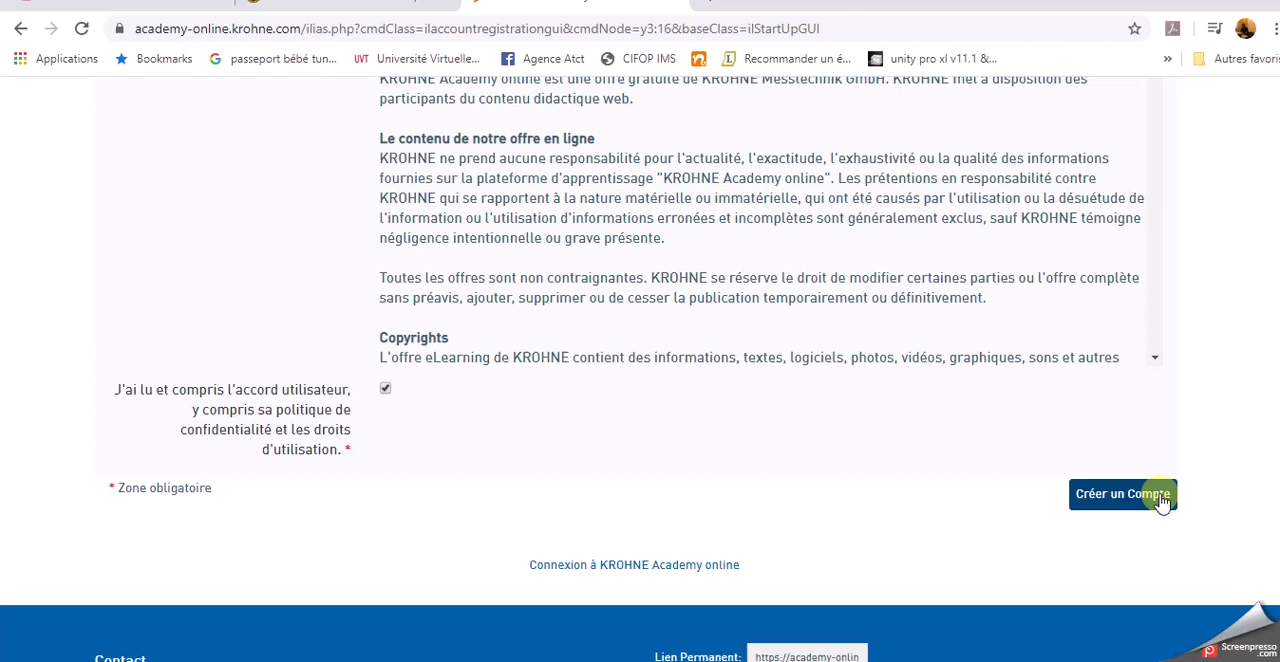 academy-online.krohne.com/ilias.php?cmdClass=ilaccountregistrationgui&cmdNode=y3:16&baseClass=ilStartUpGUI
Applications Bookmarks passeport bébé tun... UVT Université Virtuelle... Agence Atct CIFOP IMS Recommander un é... unity pro xl v11.1 &... » Autres favoris
KROHNE Academy online est une offre gratuite de KROHNE Messtechnik GmbH. KROHNE met à disposition des
participants du contenu didactique web.
Le contenu de notre offre en ligne
KROHNE ne prend aucune responsabilité pour l'actualité, l'exactitude, l'exhaustivité ou la qualité des informations
fournies sur la plateforme d'apprentissage "KROHNE Academy online". Les prétentions en responsabilité contre
KROHNE qui se rapportent à la nature matérielle ou immatérielle, qui ont été causés par l'utilisation ou la désuétude de
l'information ou l'utilisation d'informations erronées et incomplètes sont généralement exclus, sauf KROHNE témoigne
négligence intentionnelle ou grave présente.
Toutes les offres sont non contraignantes. KROHNE se réserve le droit de modifier certaines parties ou l'offre complète
sans préavis, ajouter, supprimer ou de cesser la publication temporairement ou définitivement.
Copyrights
L'offre eLearning de KROHNE contient des informations, textes, logiciels, photos, vidéos, graphiques, sons et autres
J'ai lu et compris l'accord utilisateur,
y compris sa politique de
confidentialité et les droits
d'utilisation. *
* Zone obligatoire
Créer un Compte
Connexion à KROHNE Academy online
Contact
Lien Permanent: https://academy-onlin
Screenpresso
.com